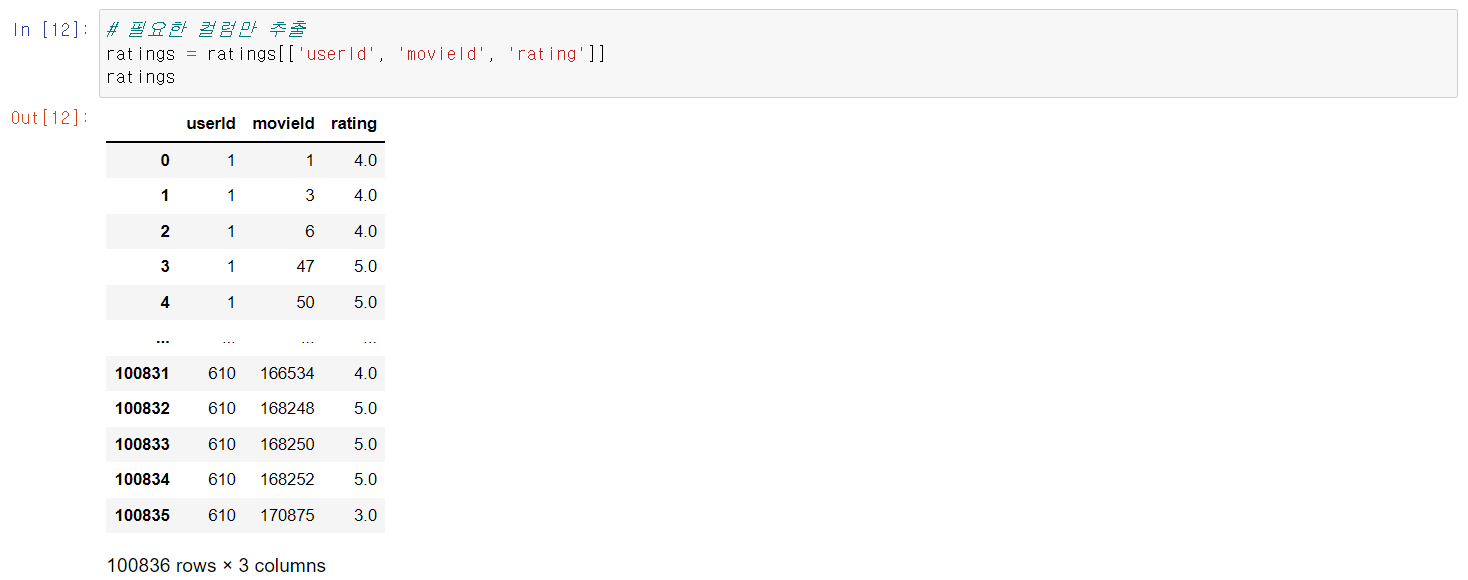 In [12]:
# 필요한 컬럼만 추출
ratings = ratings[['userId', 'movieId', 'rating']]
ratings
Out[12]:
userId movieId rating
0 1 1 4.0
1 1 3 4.0
2 1 6 4.0
3 1 47 5.0
4 1 50 5.0
... ... ... ...
100831 610 166534 4.0
100832 610 168248 5.0
100833 610 168250 5.0
100834 610 168252 5.0
100835 610 170875 3.0
100836 rows × 3 columns